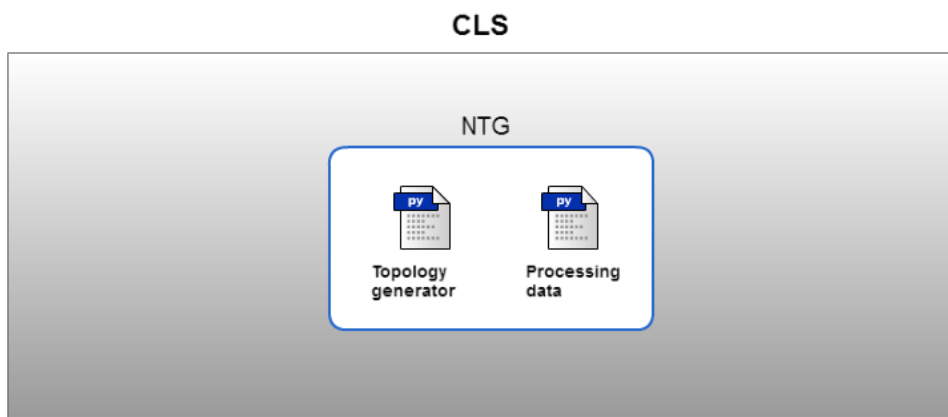 CLS
NTG
py
py
Topology
generator
Processing
data